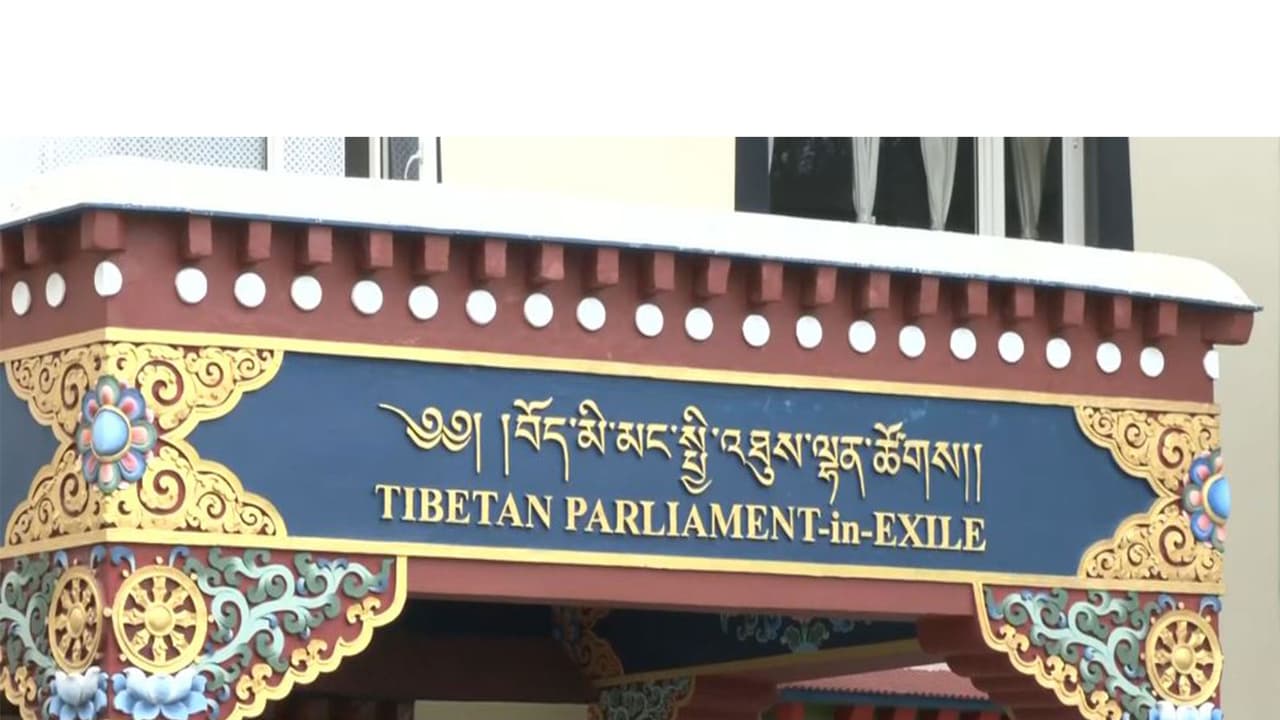 ༄༅། །བོད་མི་མང་སྤྱི་འཐུས་ལྷན་ཚོགས།།
TIBETAN PARLIAMENT-in-EXILE